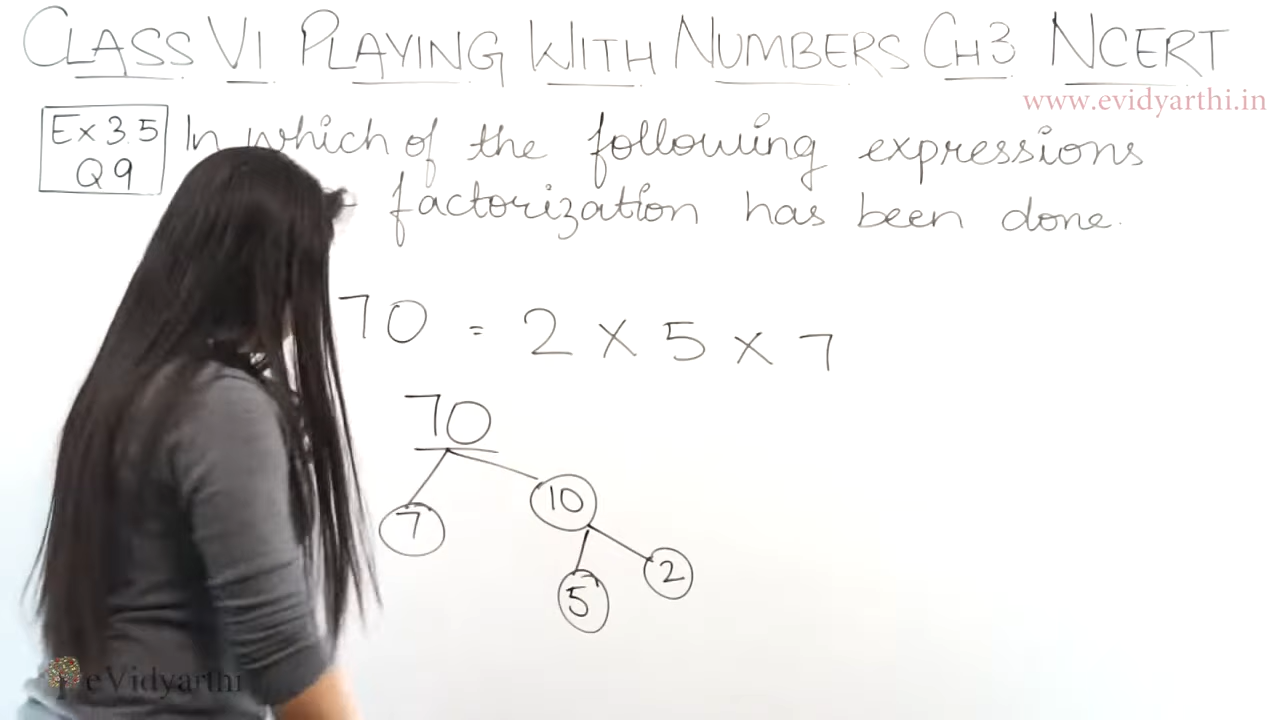 CLASS VI PLAYING WITH NUMBERS CH3 NCERT
www.evidyarthi.in
Ex 3.5
Q9
In which of the following expressions
factorization has been done.
70 = 2 × 5 × 7
70
7 10
5 2
eVidyarthi